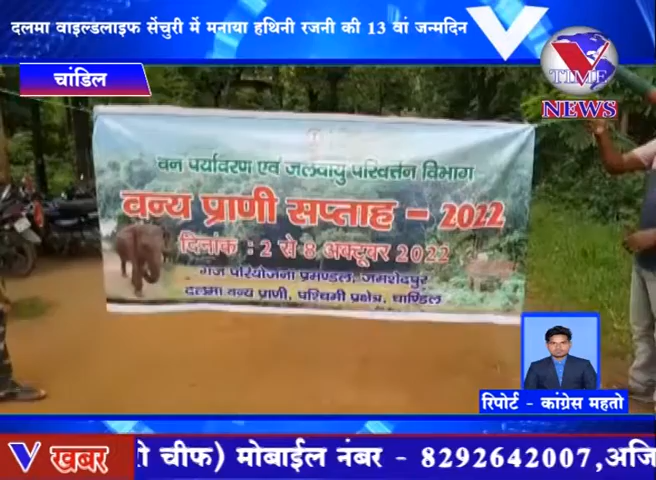 दलमा वाइल्डलाइफ सेंचुरी में मनाया हथिनी रजनी की 13 वां जन्मदिन
V TIME
NEWS
चांडिल
वन पर्यावरण एवं जलवायु परिवर्तन विभाग
वन्य प्राणी सप्ताह - 2022
दिनांक : 2 से 8 अक्टूबर 2022
गज परियोजना प्रमण्डल, जमशेदपुर
दलमा वन्य प्राणी, पश्चिमी प्रक्षेत्र, चाण्डिल
रिपोर्ट - कांग्रेस महतो
V खबर
ो चीफ) मोबाईल नंबर - 8292642007,अजि